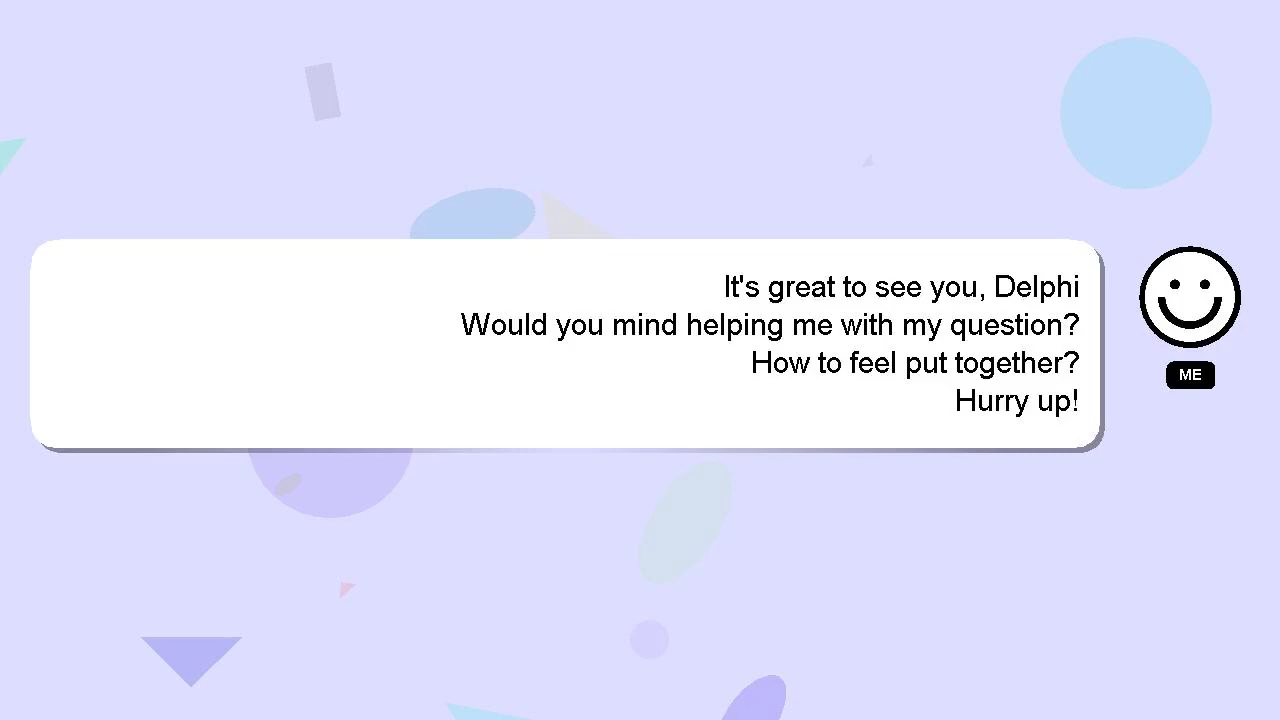 It's great to see you, Delphi
Would you mind helping me with my question?
How to feel put together?
Hurry up!
ME